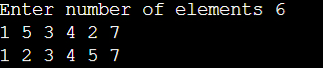 Enter number of elements 6
1 5 3 4 2 7
1 2 3 4 5 7